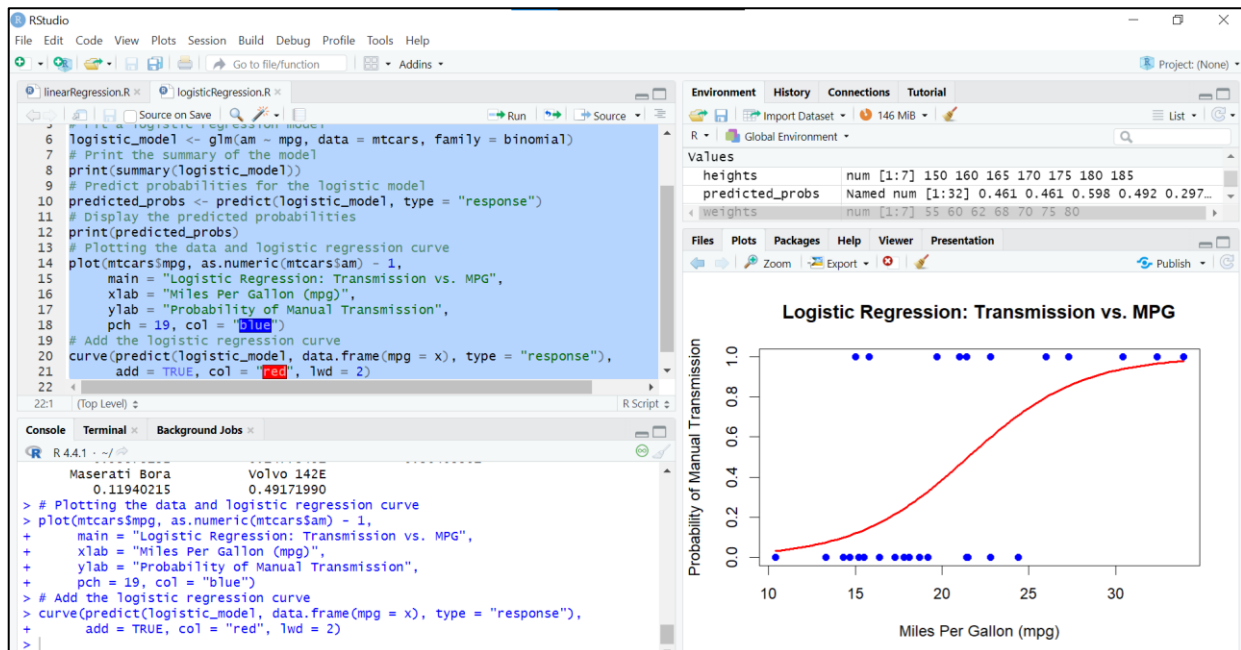 RStudio
File Edit Code View Plots Session Build Debug Profile Tools Help
Go to file/function
Addins
Project: (None)
linearRegression.R
logisticRegression.R
Source on Save
Run
Source
6 logistic_model <- glm(am ~ mpg, data = mtcars, family = binomial)
7 # Print the summary of the model
8 print(summary(logistic_model))
9 # Predict probabilities for the logistic model
10 predicted_probs <- predict(logistic_model, type = "response")
11 # Display the predicted probabilities
12 print(predicted_probs)
13 # Plotting the data and logistic regression curve
14 plot(mtcars$mpg, as.numeric(mtcars$am) - 1,
15 main = "Logistic Regression: Transmission vs. MPG",
16 xlab = "Miles Per Gallon (mpg)",
17 ylab = "Probability of Manual Transmission",
18 pch = 19, col = "blue")
19 # Add the logistic regression curve
20 curve(predict(logistic_model, data.frame(mpg = x), type = "response"),
21 add = TRUE, col = "red", lwd = 2)
22
22:1 (Top Level) R Script
Console Terminal Background Jobs
R 4.4.1 · ~/
Maserati Bora Volvo 142E
0.11940215 0.49171990
> # Plotting the data and logistic regression curve
> plot(mtcars$mpg, as.numeric(mtcars$am) - 1,
+ main = "Logistic Regression: Transmission vs. MPG",
+ xlab = "Miles Per Gallon (mpg)",
+ ylab = "Probability of Manual Transmission",
+ pch = 19, col = "blue")
> # Add the logistic regression curve
> curve(predict(logistic_model, data.frame(mpg = x), type = "response"),
+ add = TRUE, col = "red", lwd = 2)
>
Environment History Connections Tutorial
Import Dataset 146 MiB List
R Global Environment
Values
heights num [1:7] 150 160 165 170 175 180 185
predicted_probs Named num [1:32] 0.461 0.461 0.598 0.492 0.297...
weights num [1:7] 55 60 62 68 70 75 80
Files Plots Packages Help Viewer Presentation
Zoom Export Publish
Logistic Regression: Transmission vs. MPG
Probability of Manual Transmission
1.0
0.8
0.6
0.4
0.2
0.0
10 15 20 25 30
Miles Per Gallon (mpg)